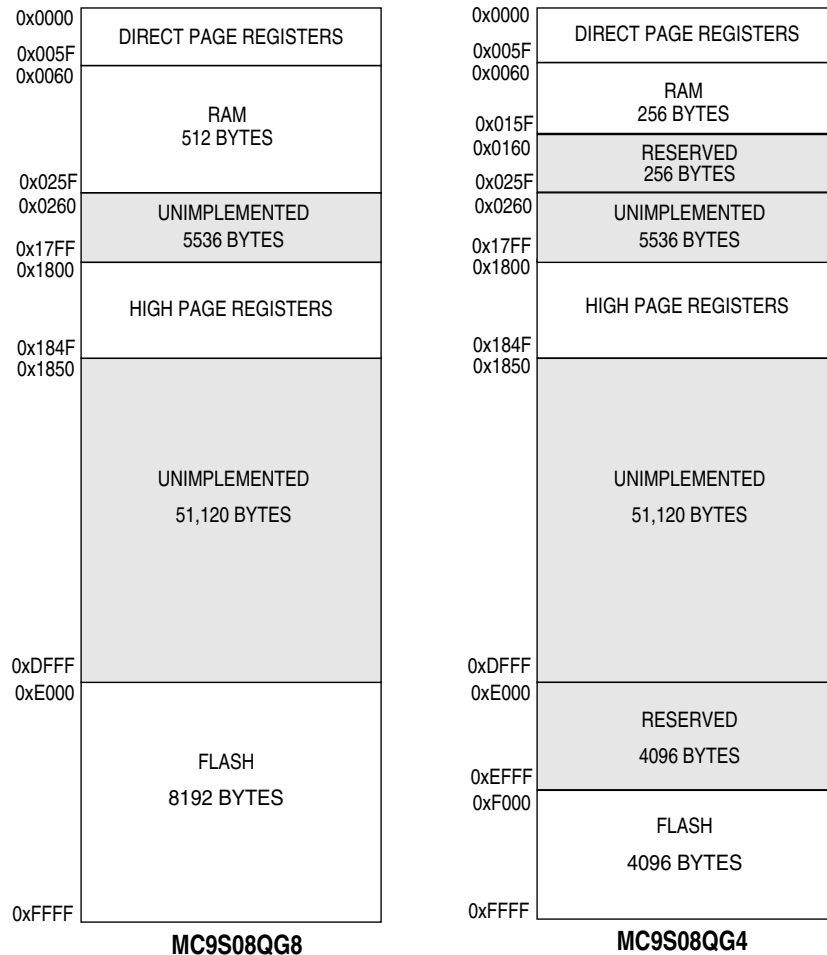 0x0000
DIRECT PAGE REGISTERS
0x005F
0x0060
RAM
512 BYTES
0x025F
0x0260
UNIMPLEMENTED
5536 BYTES
0x17FF
0x1800
HIGH PAGE REGISTERS
0x184F
0x1850
UNIMPLEMENTED
51,120 BYTES
0xDFFF
0xE000
FLASH
8192 BYTES
0xFFFF
MC9S08QG8
0x0000
DIRECT PAGE REGISTERS
0x005F
0x0060
RAM
256 BYTES
0x015F
0x0160
RESERVED
256 BYTES
0x025F
0x0260
UNIMPLEMENTED
5536 BYTES
0x17FF
0x1800
HIGH PAGE REGISTERS
0x184F
0x1850
UNIMPLEMENTED
51,120 BYTES
0xDFFF
0xE000
RESERVED
4096 BYTES
0xEFFF
0xF000
FLASH
4096 BYTES
0xFFFF
MC9S08QG4